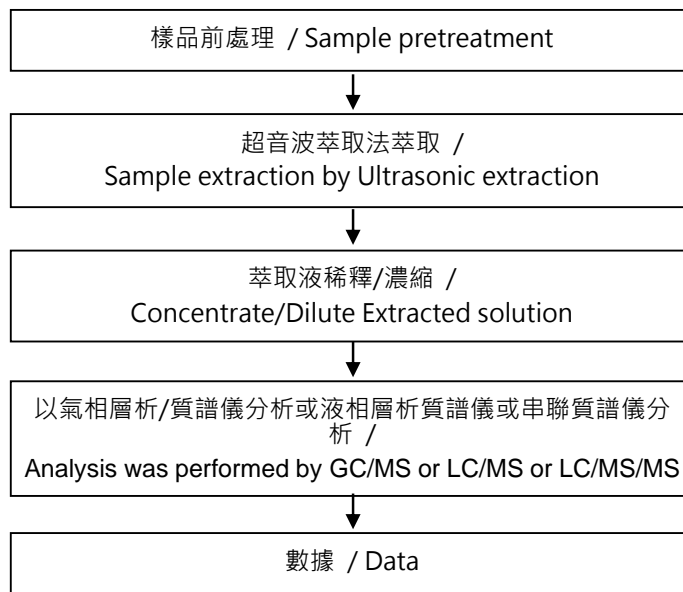 樣品前處理 / Sample pretreatment
超音波萃取法萃取 /
Sample extraction by Ultrasonic extraction
萃取液稀釋/濃縮 /
Concentrate/Dilute Extracted solution
以氣相層析/質譜儀分析或液相層析質譜儀或串聯質譜儀分
析 /
Analysis was performed by GC/MS or LC/MS or LC/MS/MS
數據 / Data